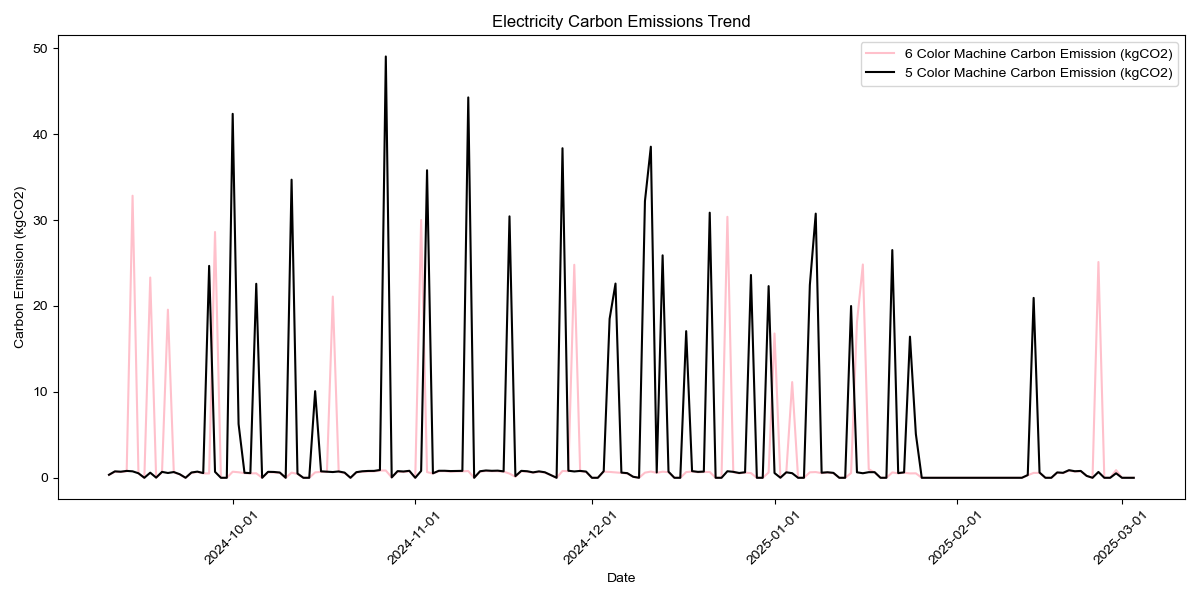 Electricity Carbon Emissions Trend
6 Color Machine Carbon Emission (kgCO2)
5 Color Machine Carbon Emission (kgCO2)
Carbon Emission (kgCO2)
50
40
30
20
10
0
2024-10-01
2024-11-01
2024-12-01
2025-01-01
2025-02-01
2025-03-01
Date